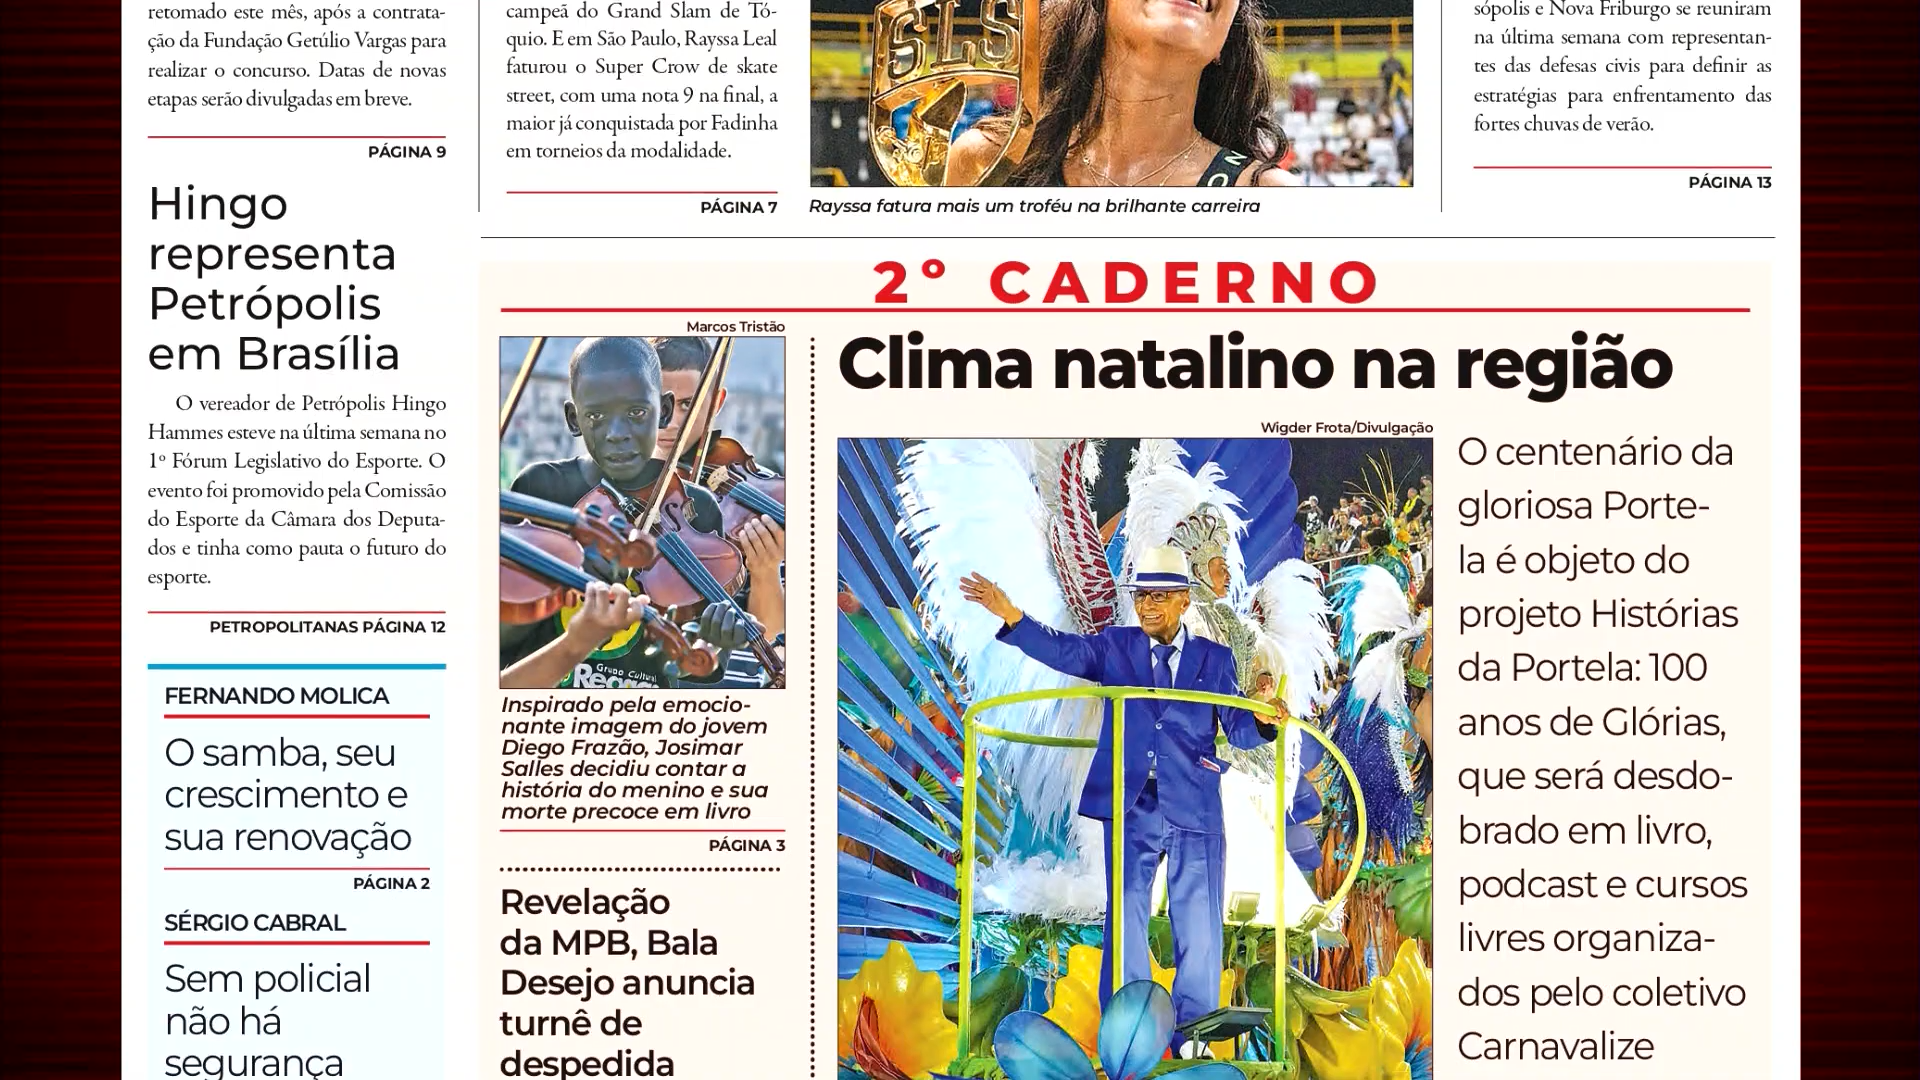 retomado este mês, após a contrata-
ção da Fundação Getúlio Vargas para
realizar o concurso. Datas de novas
etapas serão divulgadas em breve.
PÁGINA 9
Hingo
representa
Petrópolis
em Brasília
O vereador de Petrópolis Hingo
Hammes esteve na última semana no
1º Fórum Legislativo do Esporte. O
evento foi promovido pela Comissão
do Esporte da Câmara dos Deputa-
dos e tinha como pauta o futuro do
esporte.
PETROPOLITANAS PÁGINA 12
FERNANDO MOLICA
O samba, seu
crescimento e
sua renovação
PÁGINA 2
SÉRGIO CABRAL
Sem policial
não há
segurança
campeã do Grand Slam de Tó-
quio. E em São Paulo, Rayssa Leal
faturou o Super Crow de skate
street, com uma nota 9 na final, a
maior já conquistada por Fadinha
em torneios da modalidade.
PÁGINA 7
SLS
Rayssa fatura mais um troféu na brilhante carreira
sópolis e Nova Friburgo se reuniram
na última semana com representan-
tes das defesas civis para definir as
estratégias para enfrentamento das
fortes chuvas de verão.
PÁGINA 13
2º CADERNO
Marcos Tristão
Grupo Cultural
Inspirado pela emocio-
nante imagem do jovem
Diego Frazão, Josimar
Salles decidiu contar a
história do menino e sua
morte precoce em livro
PÁGINA 3
Revelação
da MPB, Bala
Desejo anuncia
turnê de
despedida
Clima natalino na região
Wigder Frota/Divulgação
O centenário da
gloriosa Porte-
la é objeto do
projeto Histórias
da Portela: 100
anos de Glórias,
que será desdo-
brado em livro,
podcast e cursos
livres organiza-
dos pelo coletivo
Carnavalize